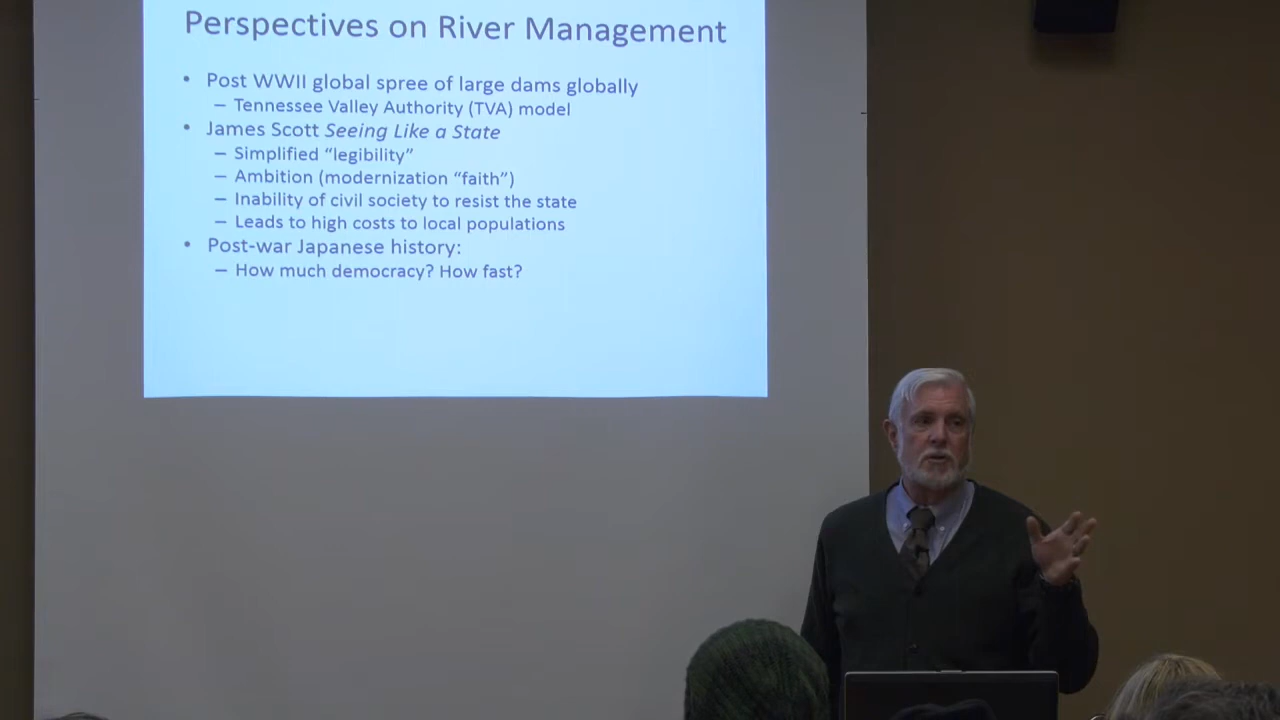 Perspectives on River Management
• Post WWII global spree of large dams globally
– Tennessee Valley Authority (TVA) model
• James Scott Seeing Like a State
– Simplified “legibility”
– Ambition (modernization “faith”)
– Inability of civil society to resist the state
– Leads to high costs to local populations
• Post-war Japanese history:
– How much democracy? How fast?